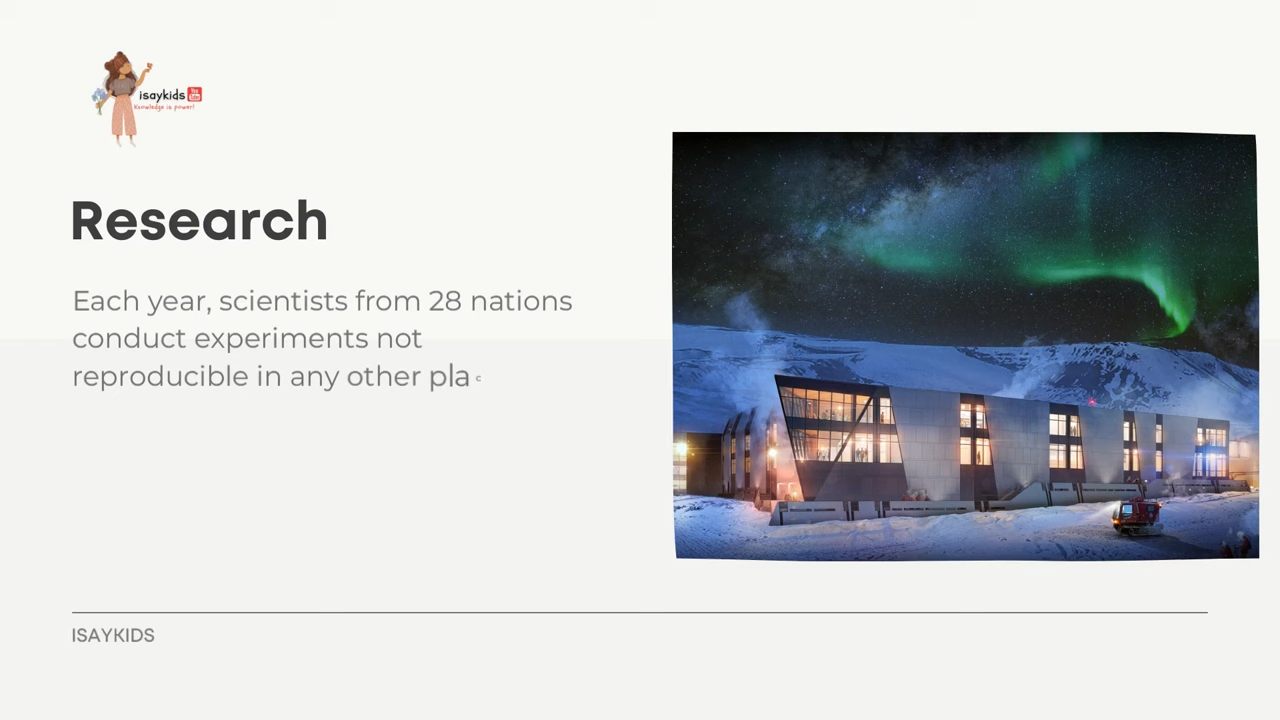 isaykids
Knowledge is power!
Research
Each year, scientists from 28 nations
conduct experiments not
reproducible in any other plac
ISAYKIDS